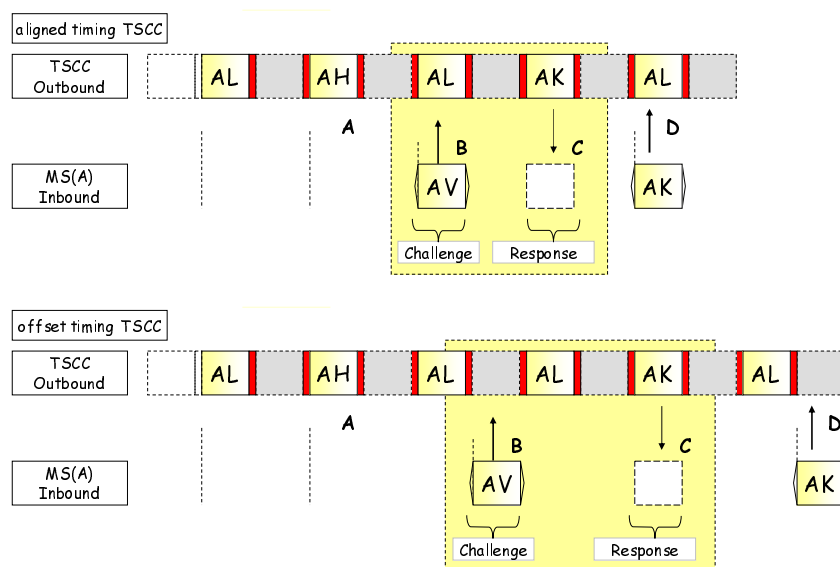 aligned timing TSCC
TSCC
Outbound
AL
AH
AL
AK
AL
A
B
C
D
MS(A)
Inbound
AV
AK
Challenge
Response
offset timing TSCC
TSCC
Outbound
AL
AH
AL
AL
AK
AL
A
B
C
D
MS(A)
Inbound
AV
AK
Challenge
Response